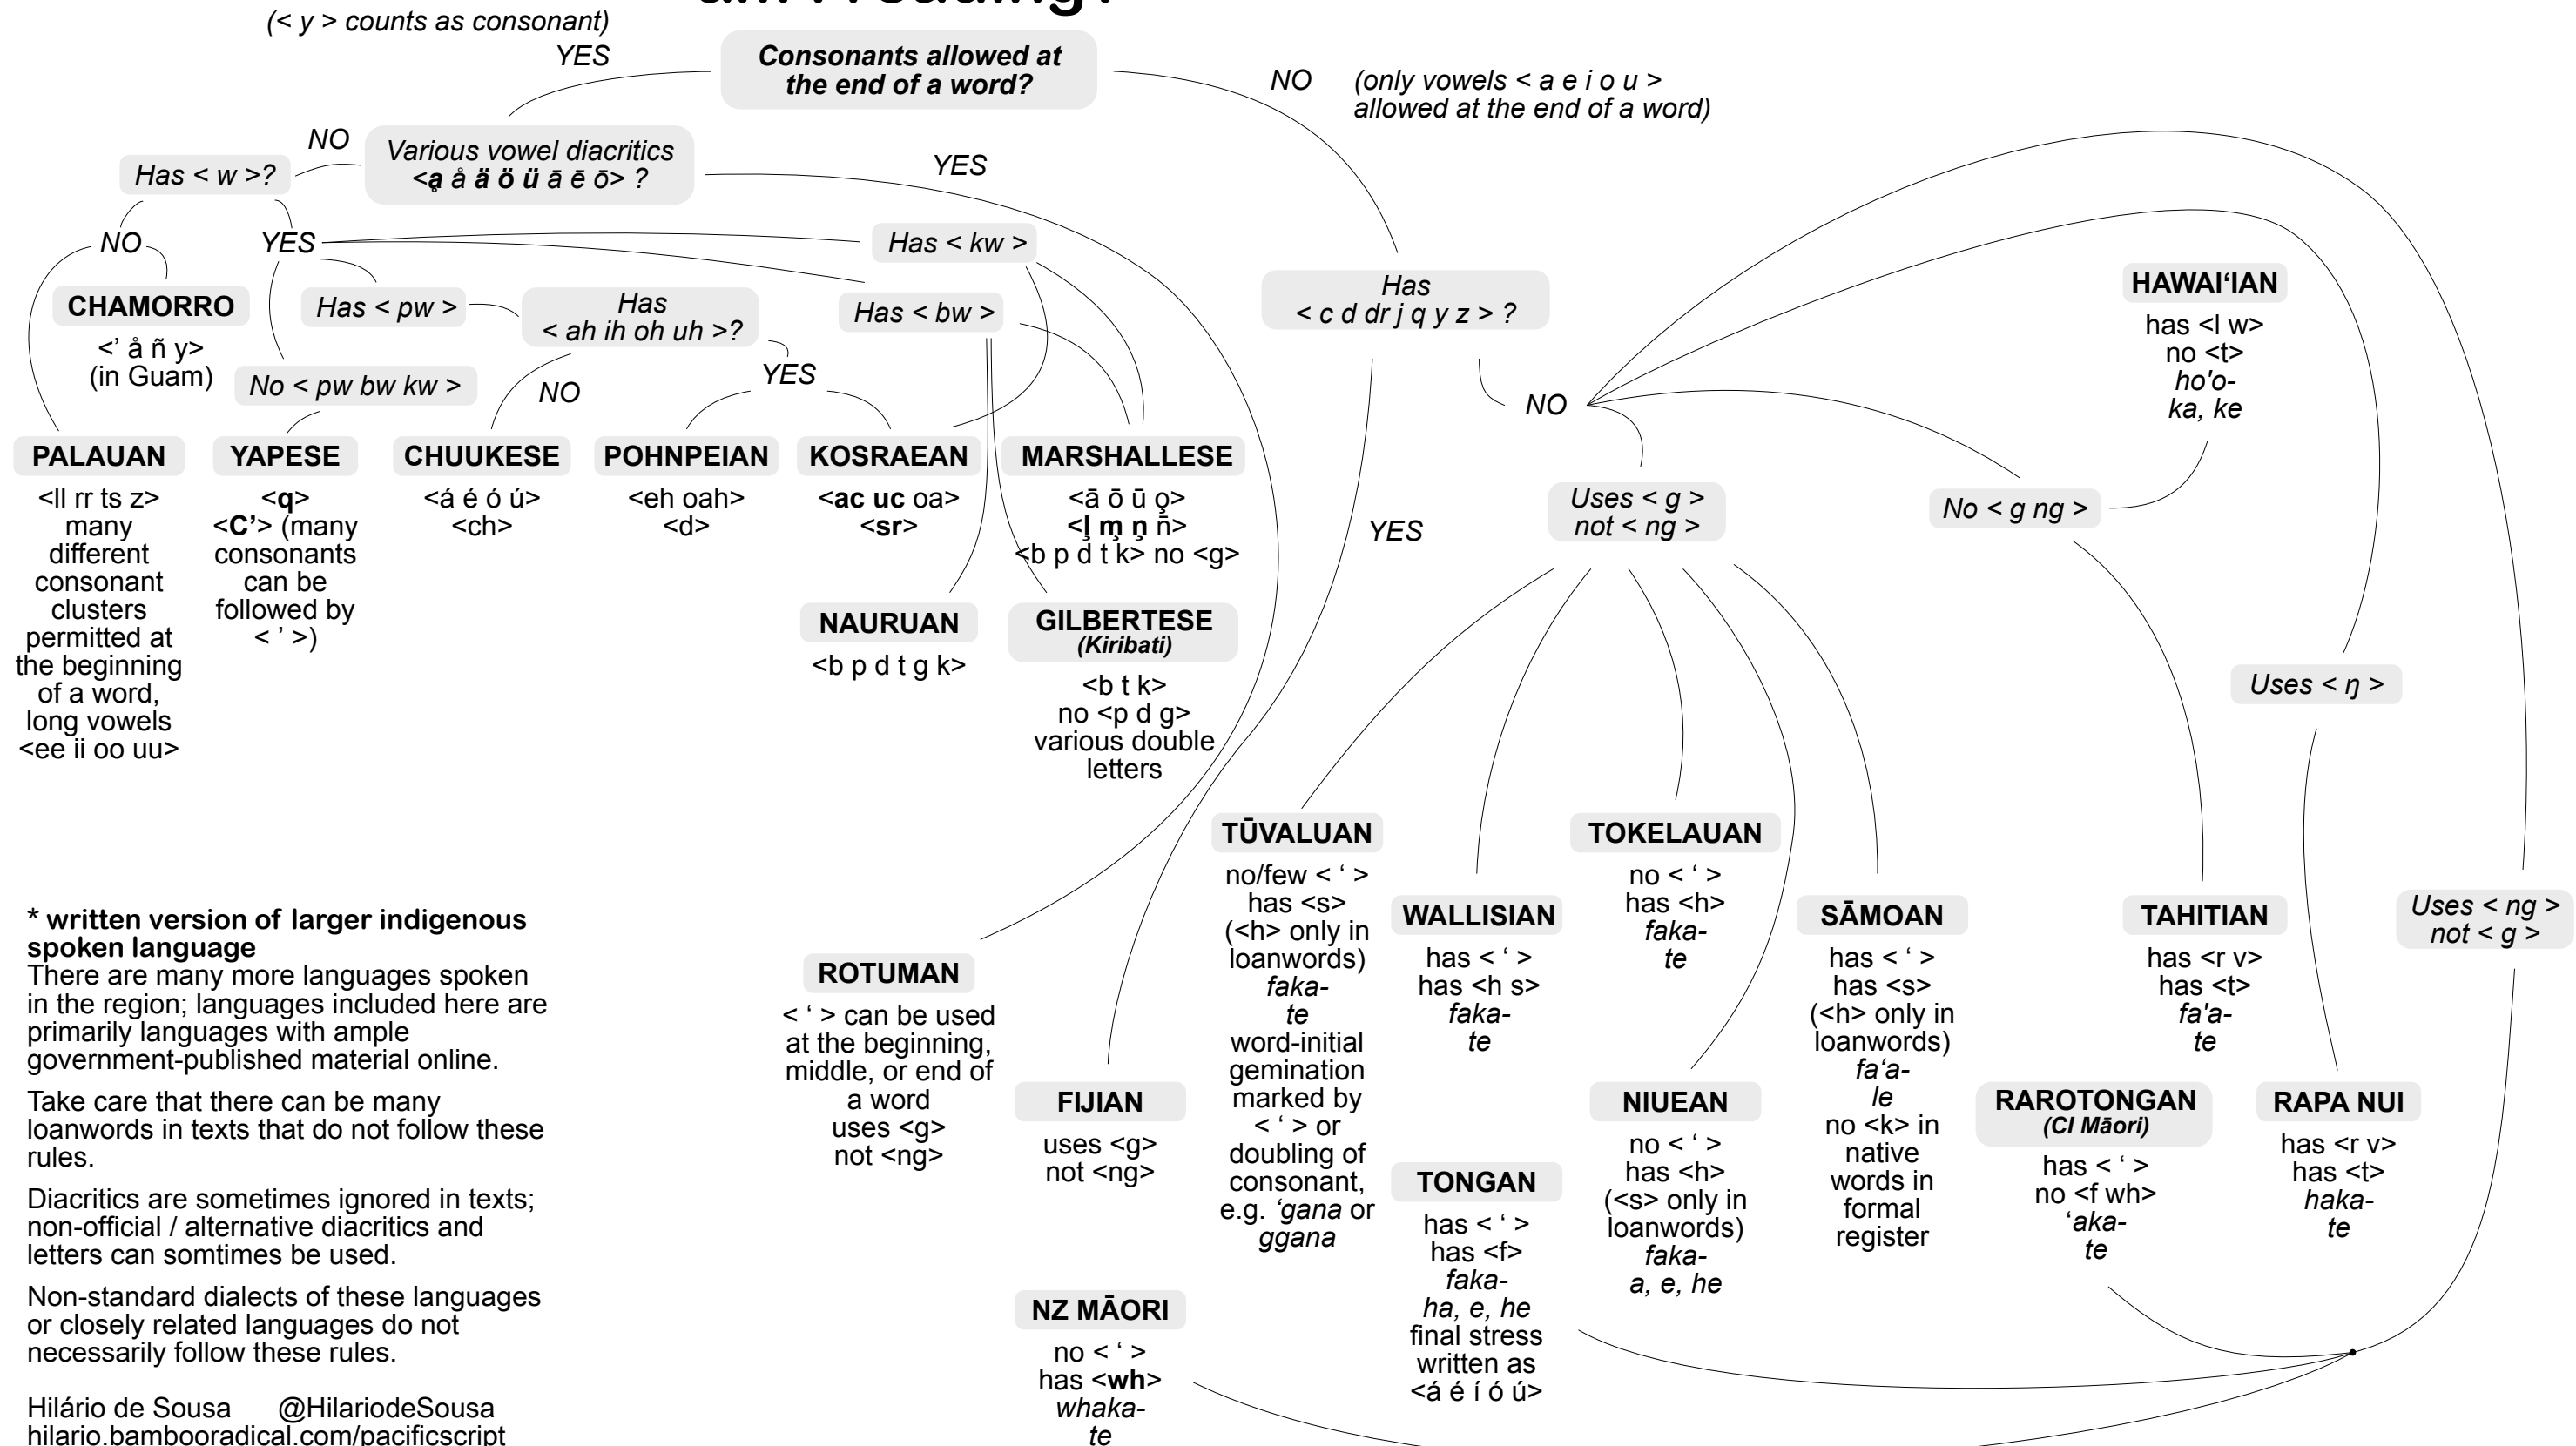 am I reading?
(< y > counts as consonant)
YES
Consonants allowed at
the end of a word?
NO
(only vowels < a e i o u >
allowed at the end of a word)
NO
Various vowel diacritics
<ḁ å ä ö ü ā ē ō> ?
YES
Has < w >?
NO
YES
Has < kw >
CHAMORRO
<’ å ñ y>
(in Guam)
Has < pw >
Has
< ah ih oh uh >?
Has < bw >
Has
< c d dr j q y z > ?
HAWAI‘IAN
has <l w>
no <t>
ho'o-
ka, ke
No < pw bw kw >
NO
YES
NO
PALAUAN
<ll rr ts z>
many
different
consonant
clusters
permitted at
the beginning
of a word,
long vowels
<ee ii oo uu>
YAPESE
<q>
<C’> (many
consonants
can be
followed by
< ’ >)
CHUUKESE
<á é ó ú>
<ch>
POHNPEIAN
<eh oah>
<d>
KOSRAEAN
<ac uc oa>
<sr>
MARSHALLESE
<ā ō ū o̧>
<ļ m̧ ņ n̄>
<b p d t k> no <g>
YES
Uses < g >
not < ng >
No < g ng >
NAURUAN
<b p d t g k>
GILBERTESE
(Kiribati)
<b t k>
no <p d g>
various double
letters
Uses < ŋ >
TŪVALUAN
no/few < ‘ >
has <s>
(<h> only in
loanwords)
faka-
te
word-initial
gemination
marked by
< ‘ > or
doubling of
consonant,
e.g. ‘gana or
ggana
TOKELAUAN
no < ‘ >
has <h>
faka-
te
WALLISIAN
has < ‘ >
has <h s>
faka-
te
SĀMOAN
has < ‘ >
has <s>
(<h> only in
loanwords)
fa‘a-
le
no <k> in
native
words in
formal
register
TAHITIAN
has <r v>
has <t>
fa'a-
te
Uses < ng >
not < g >
* written version of larger indigenous
spoken language
There are many more languages spoken
in the region; languages included here are
primarily languages with ample
government-published material online.
Take care that there can be many
loanwords in texts that do not follow these
rules.
Diacritics are sometimes ignored in texts;
non-official / alternative diacritics and
letters can somtimes be used.
Non-standard dialects of these languages
or closely related languages do not
necessarily follow these rules.
Hilário de Sousa @HilariodeSousa
hilario.bambooradical.com/pacificscript
ROTUMAN
< ‘ > can be used
at the beginning,
middle, or end of
a word
uses <g>
not <ng>
FIJIAN
uses <g>
not <ng>
NIUEAN
no < ‘ >
has <h>
(<s> only in
loanwords)
faka-
a, e, he
RAROTONGAN
(CI Māori)
has < ‘ >
no <f wh>
‘aka-
te
RAPA NUI
has <r v>
has <t>
haka-
te
TONGAN
has < ‘ >
has <f>
faka-
ha, e, he
final stress
written as
<á é í ó ú>
NZ MĀORI
no < ‘ >
has <wh>
whaka-
te